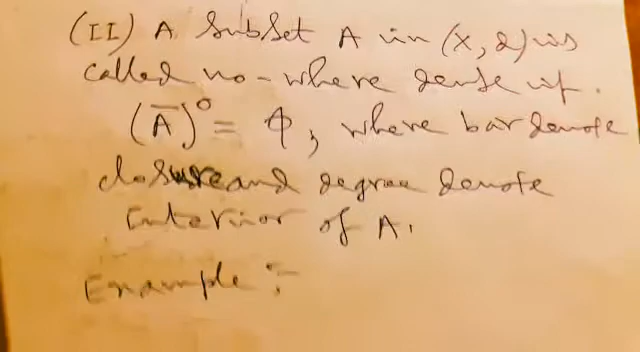 (II) A Subset A in (X, d) is
called no-where dense if.
(A̅)° = φ, where bar denote
closure and degree denote
interior of A.
Example :-